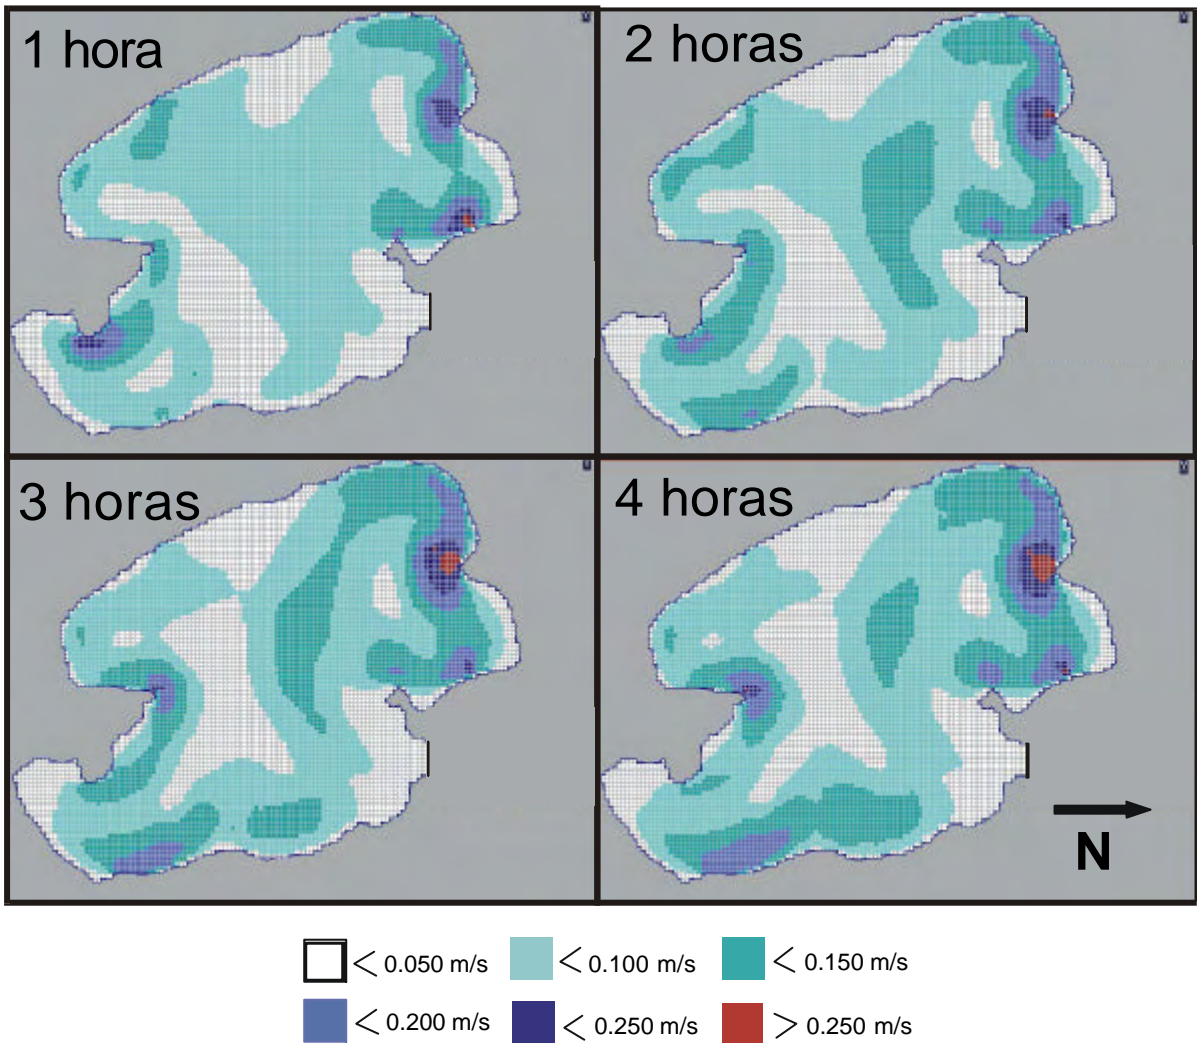 1 hora
2 horas
3 horas
4 horas
N
< 0.050 m/s
< 0.100 m/s
< 0.150 m/s
< 0.200 m/s
< 0.250 m/s
> 0.250 m/s